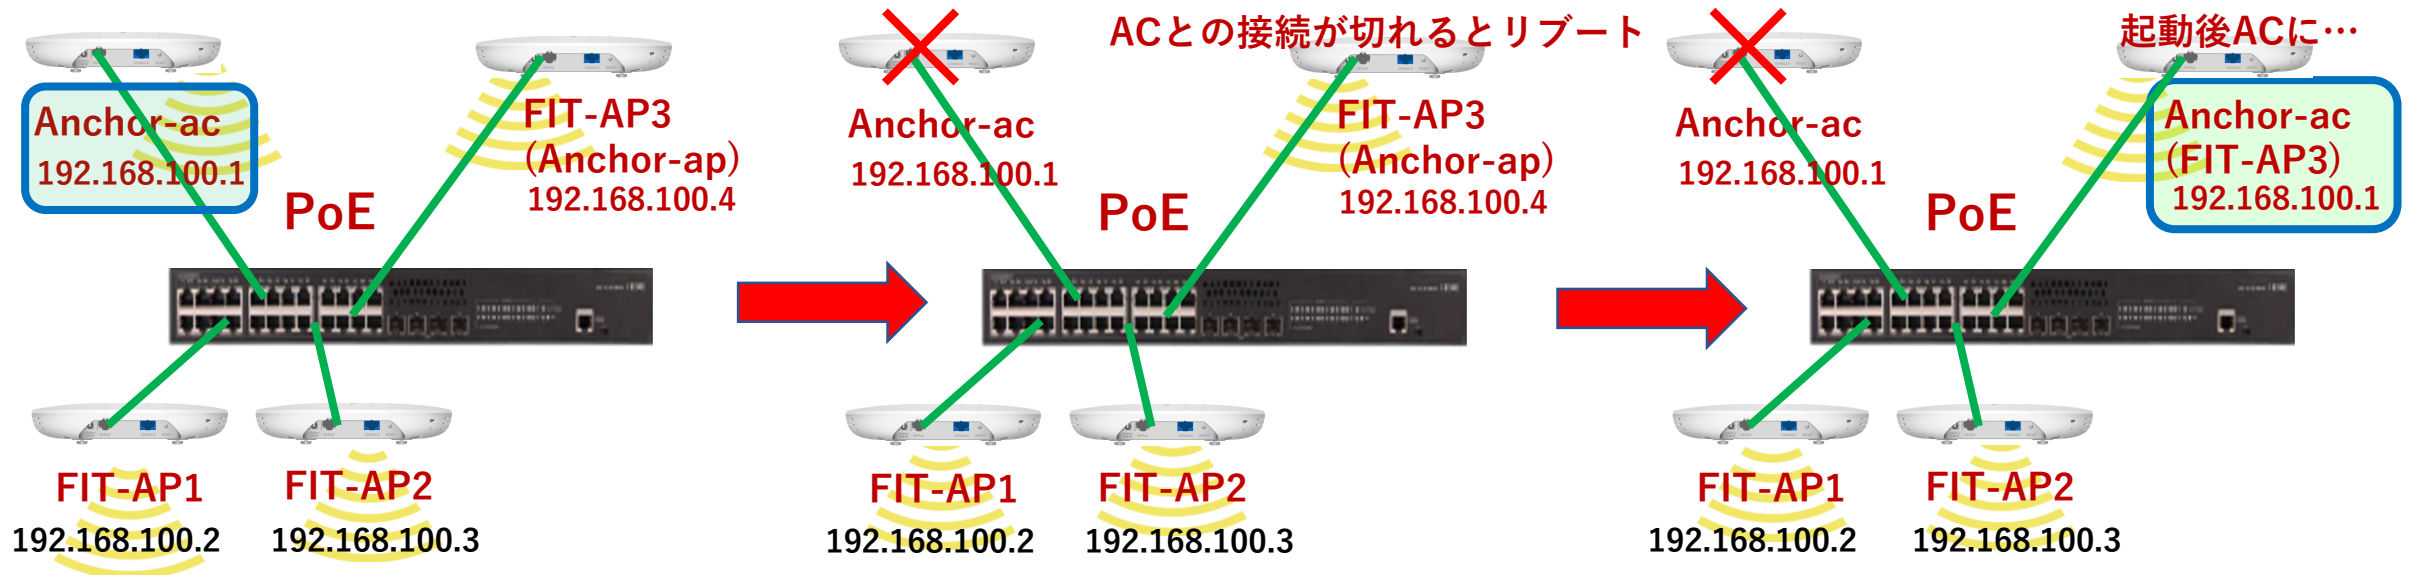 Anchor-ac
192.168.100.1
FIT-AP3
(Anchor-ap)
192.168.100.4
PoE
FIT-AP1
192.168.100.2
FIT-AP2
192.168.100.3
ACとの接続が切れるとリブート
Anchor-ac
192.168.100.1
FIT-AP3
(Anchor-ap)
192.168.100.4
PoE
FIT-AP1
192.168.100.2
FIT-AP2
192.168.100.3
起動後ACに…
Anchor-ac
192.168.100.1
Anchor-ac
(FIT-AP3)
192.168.100.1
PoE
FIT-AP1
192.168.100.2
FIT-AP2
192.168.100.3